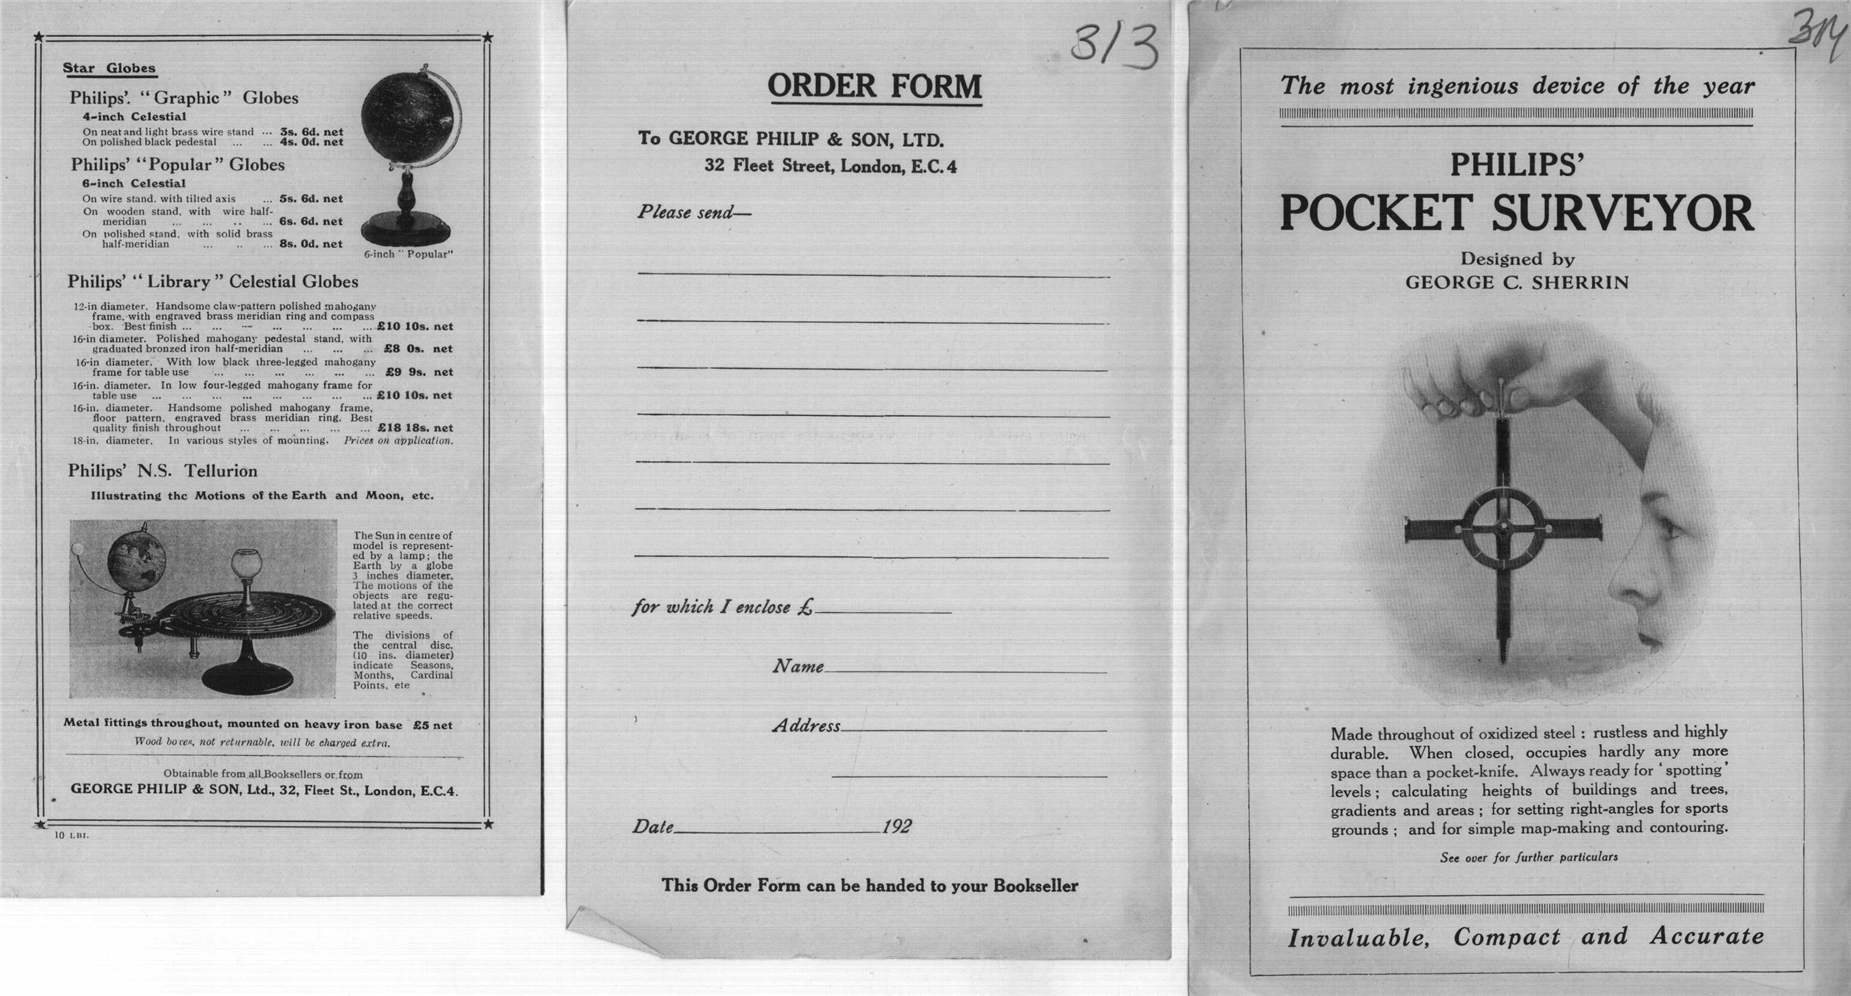 Star Globes
Philips'. "Graphic" Globes
4-inch Celestial
On neat and light brass wire stand ... 3s. 6d. net
On polished black pedestal ... ... 4s. 0d. net
Philips' "Popular" Globes
6-inch Celestial
On wire stand, with tilted axis ... 5s. 6d. net
On wooden stand, with wire half-
meridian ... ... .. ... 6s. 6d. net
On polished stand, with solid brass
half-meridian ... .. ... 8s. 0d. net
6-inch "Popular"
Philips' "Library" Celestial Globes
12-in diameter. Handsome claw-pattern polished mahogany
frame, with engraved brass meridian ring and compass
box. Best finish ... ... — ... ... ... ... £10 10s. net
16-in diameter. Polished mahogany pedestal stand, with
graduated bronzed iron half-meridian ... ... ... £8 0s. net
16-in diameter. With low black three-legged mahogany
frame for table use ... ... ... ... ... ... £9 9s. net
16-in. diameter. In low four-legged mahogany frame for
table use ... ... ... ... ... ... ... ... £10 10s. net
16-in. diameter. Handsome polished mahogany frame,
floor pattern, engraved brass meridian ring. Best
quality finish throughout ... ... ... ... ... £18 18s. net
18-in. diameter. In various styles of mounting. Prices on application.
Philips' N.S. Tellurion
Illustrating the Motions of the Earth and Moon, etc.
The Sun in centre of
model is represent-
ed by a lamp; the
Earth by a globe
3 inches diameter.
The motions of the
objects are regu-
lated at the correct
relative speeds.
The divisions of
the central disc.
(10 ins. diameter)
indicate Seasons,
Months, Cardinal
Points, etc
Metal fittings throughout, mounted on heavy iron base £5 net
Wood boxes, not returnable, will be charged extra.
Obtainable from all Booksellers or from
GEORGE PHILIP & SON, Ltd., 32, Fleet St., London, E.C.4.
10 LBI.
313
ORDER FORM
To GEORGE PHILIP & SON, LTD.
32 Fleet Street, London, E.C. 4
Please send—
for which I enclose £
Name
Address
Date 192
This Order Form can be handed to your Bookseller
314
The most ingenious device of the year
PHILIPS'
POCKET SURVEYOR
Designed by
GEORGE C. SHERRIN
Made throughout of oxidized steel : rustless and highly
durable. When closed, occupies hardly any more
space than a pocket-knife. Always ready for 'spotting'
levels ; calculating heights of buildings and trees,
gradients and areas ; for setting right-angles for sports
grounds ; and for simple map-making and contouring.
See over for further particulars
Invaluable, Compact and Accurate